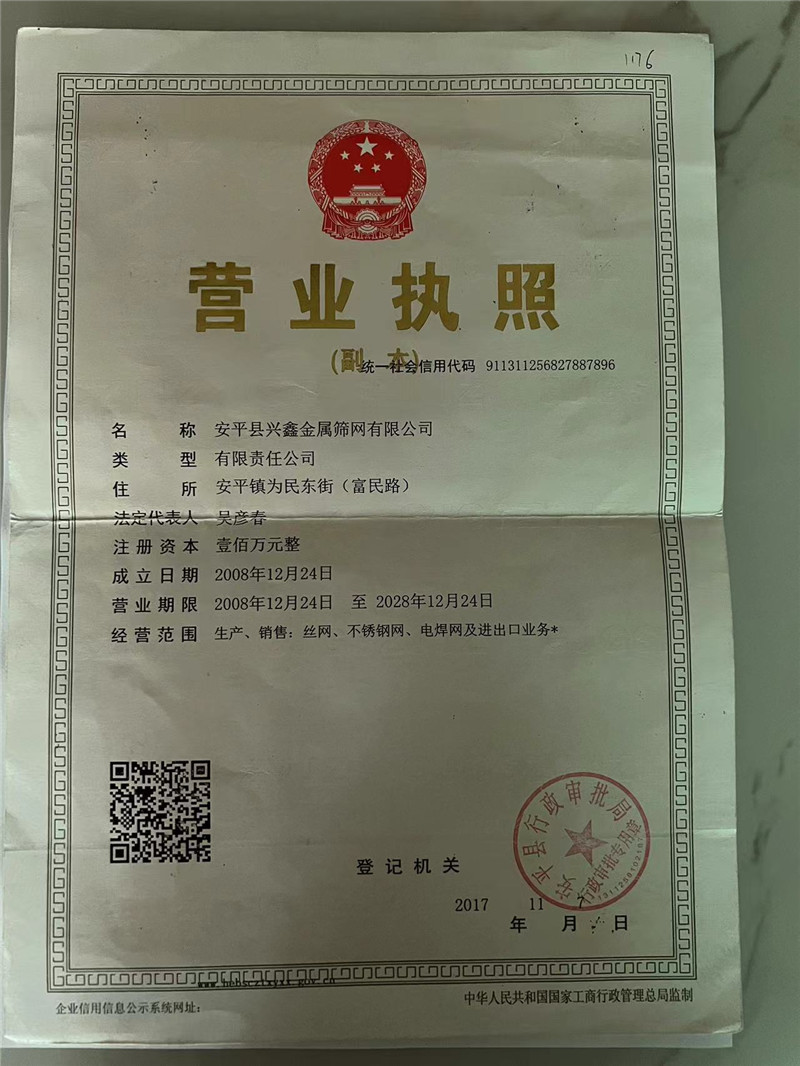 1176
营业执照
(副 本)
统一社会信用代码 911311256827887896
名 称 安平县兴鑫金属筛网有限公司
类 型 有限责任公司
住 所 安平镇为民东街（富民路）
法定代表人 吴彦春
注册资本 壹佰万元整
成立日期 2008年12月24日
营业期限 2008年12月24日 至 2028年12月24日
经营范围 生产、销售：丝网、不锈钢网、电焊网及进出口业务*
安平县行政审批局
行政审批专用章
登记机关
2017 11
年 月 日
企业信用信息公示系统网址：
中华人民共和国国家工商行政管理总局监制